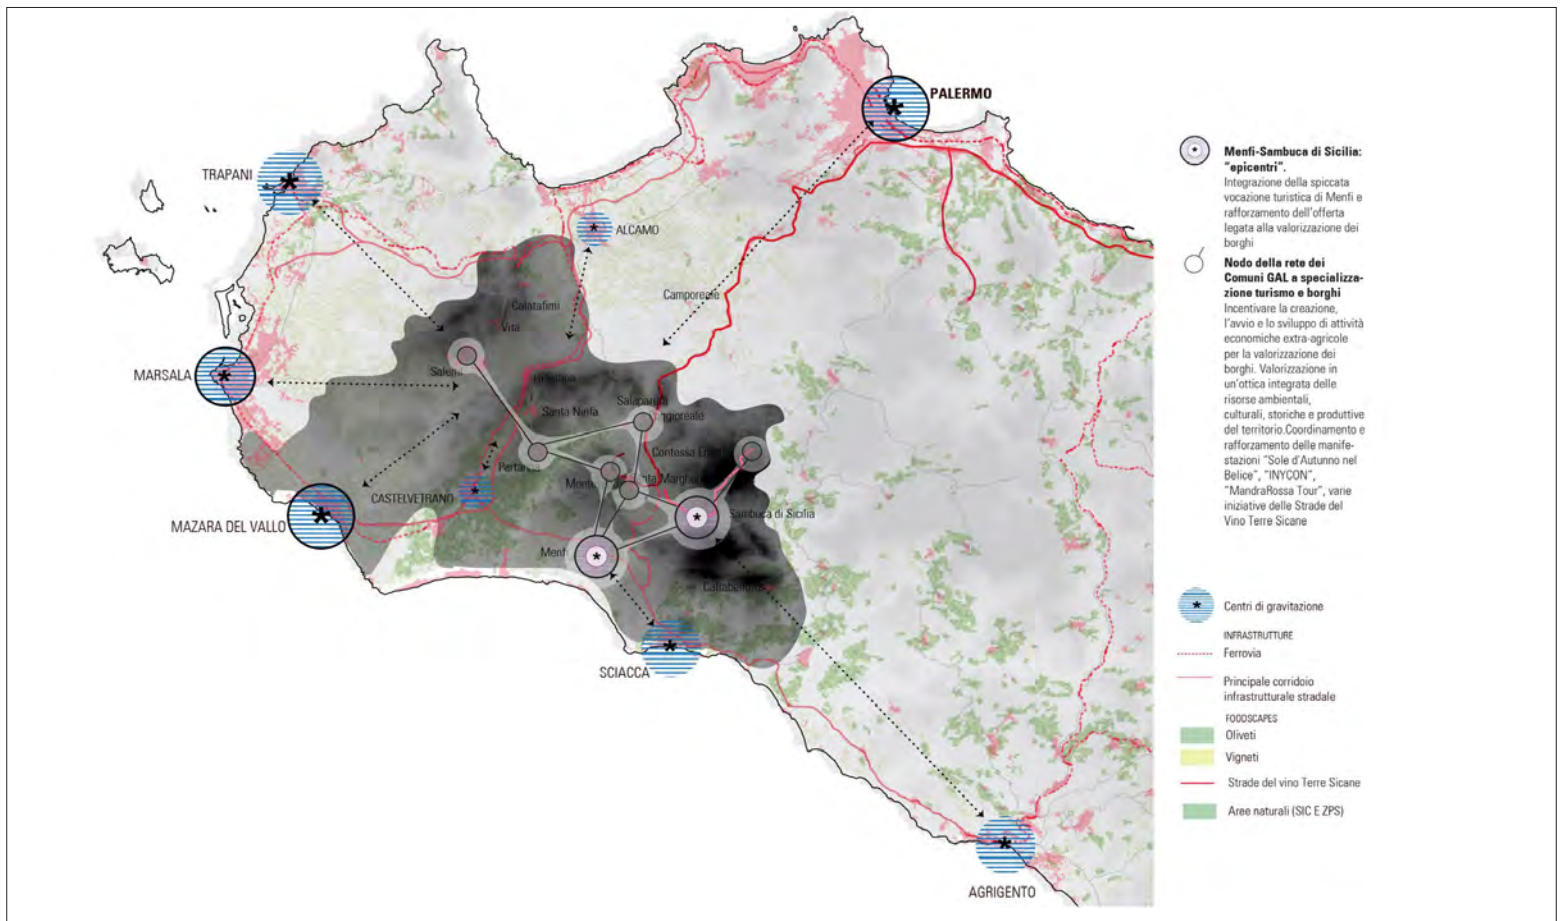 PALERMO
TRAPANI
ALCAMO
Camporeale
Calatafimi
Vita
MARSALA
Salemi
Santa Ninfa
Salaparuta
Contessa
Partanna
CASTELVETRANO
MAZARA DEL VALLO
Sambuca di Sicilia
Menfi
SCIACCA
AGRIGENTO
Menfi-Sambuca di Sicilia:
"epicentri".
Integrazione della spiccata
vocazione turistica di Menfi e
rafforzamento dell'offerta
legata alla valorizzazione dei
borghi
Nodo della rete dei
Comuni GAL a specializza-
zione turismo e borghi
Incentivare la creazione,
l'avvio e lo sviluppo di attività
economiche extra-agricole
per la valorizzazione dei
borghi. Valorizzazione in
un'ottica integrata delle
risorse ambientali,
culturali, storiche e produttive
del territorio.Coordinamento e
rafforzamento delle manife-
stazioni "Sole d'Autunno nel
Belice", "INYCON",
"MandraRossa Tour", varie
iniziative delle Strade del
Vino Terre Sicane
Centri di gravitazione
INFRASTRUTTURE
Ferrovia
Principale corridoio
infrastrutturale stradale
FOODSCAPES
Oliveti
Vigneti
Strade del vino Terre Sicane
Aree naturali (SIC E ZPS)